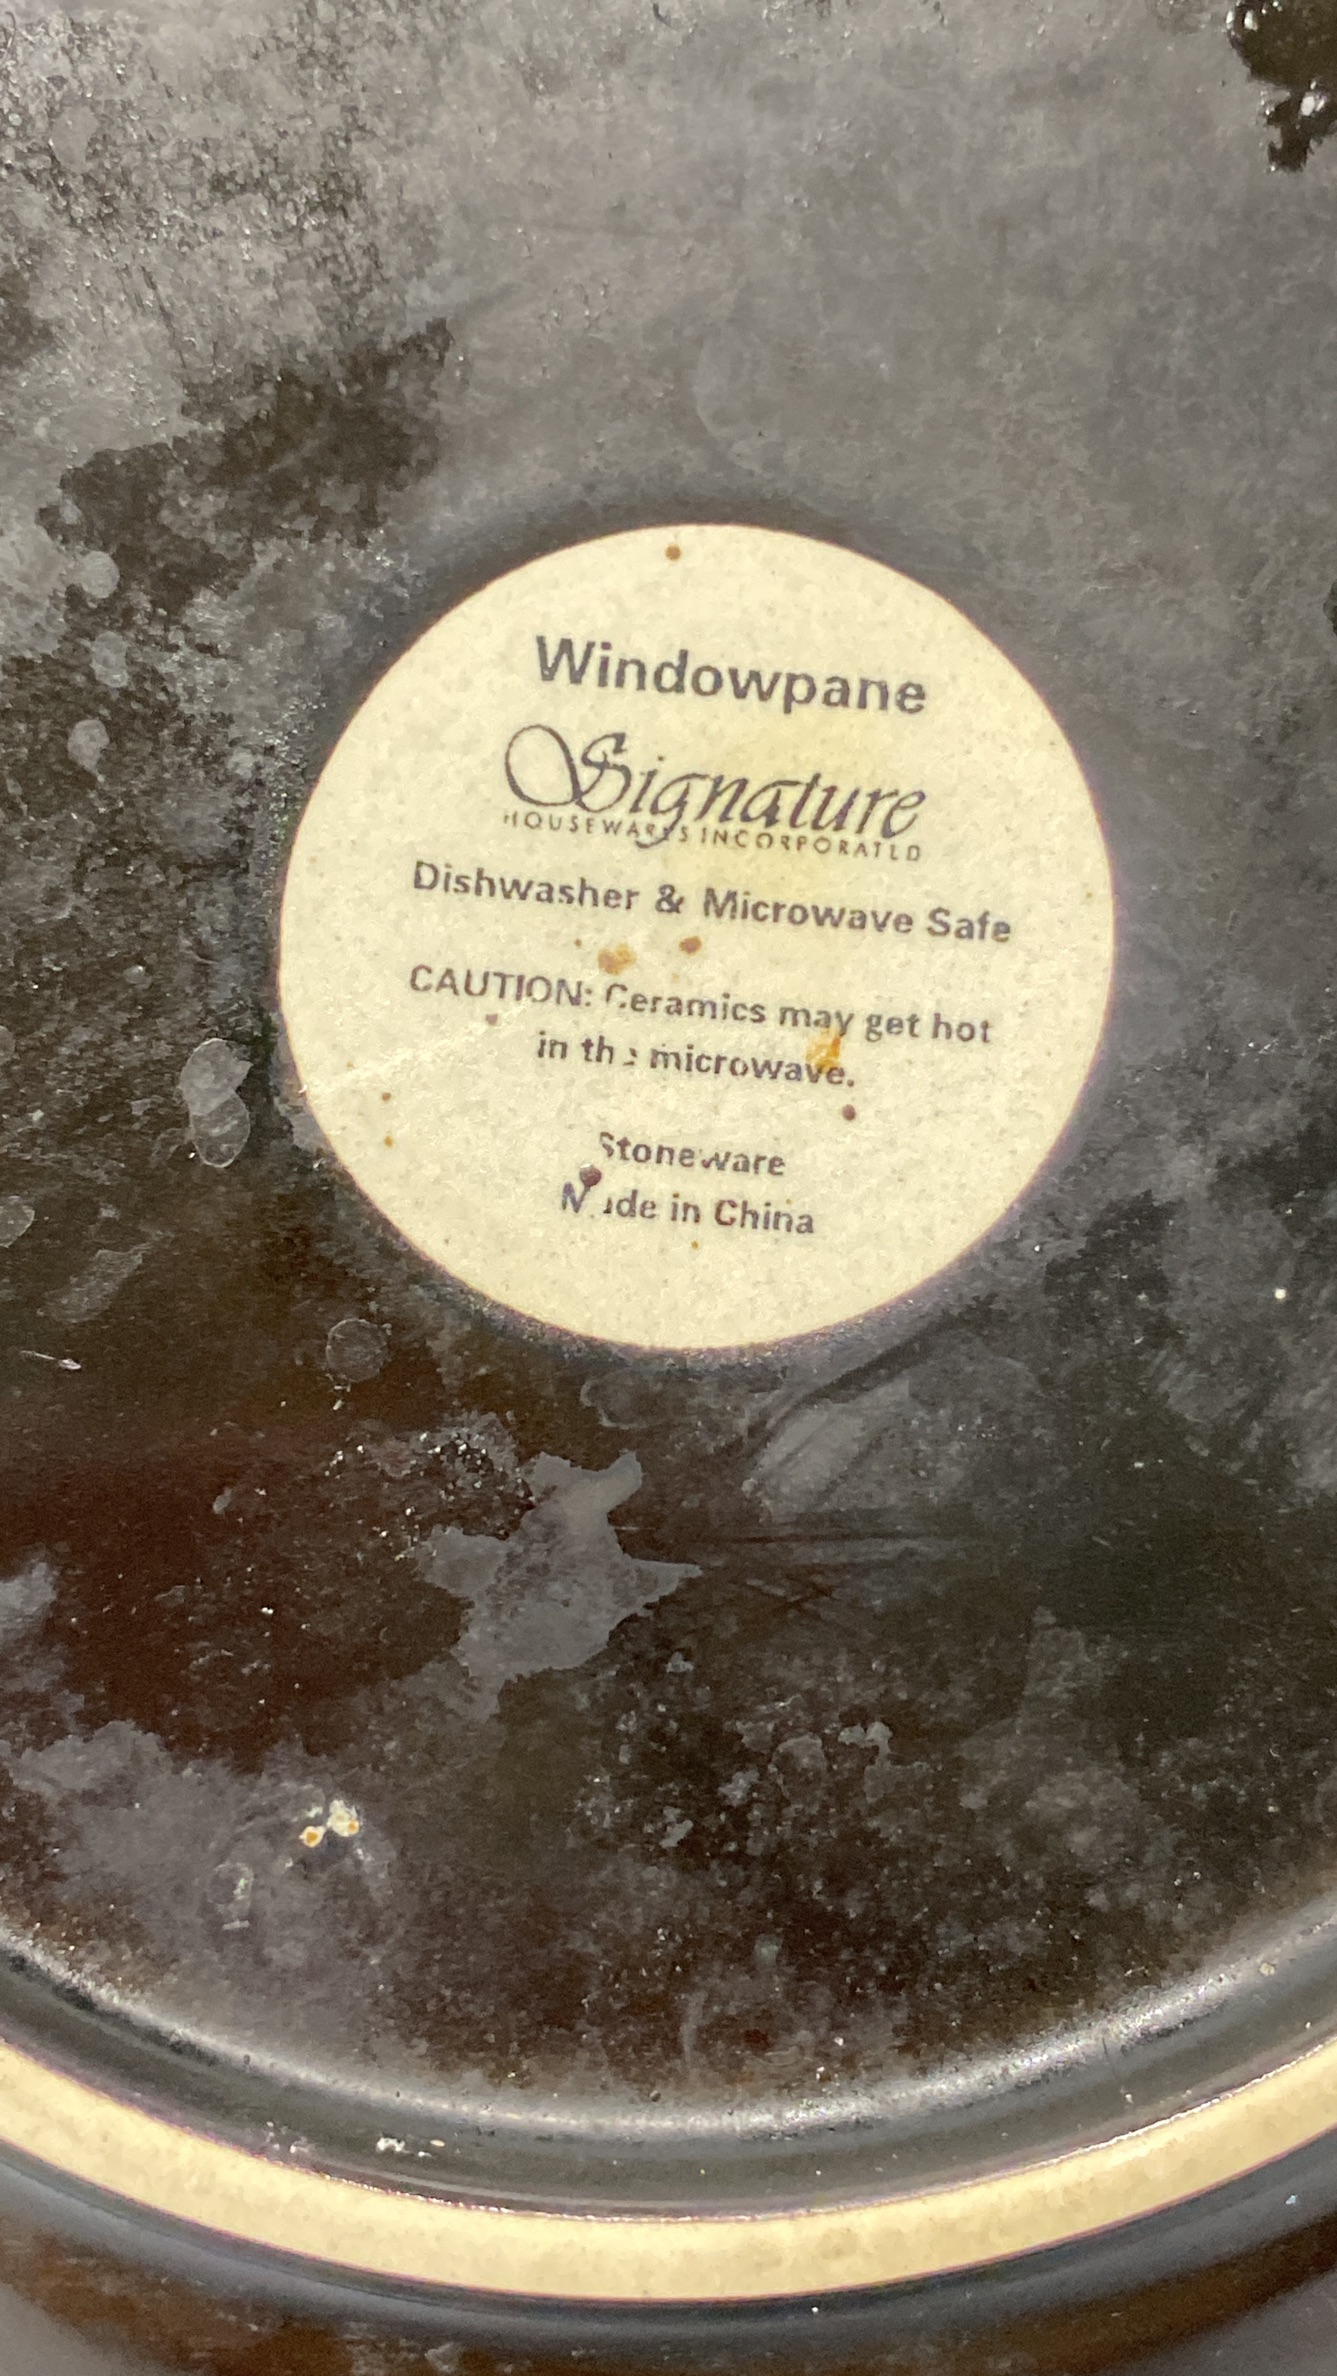 Windowpane
Signature
HOUSEWARES INCORPORATED
Dishwasher & Microwave Safe
CAUTION: Ceramics may get hot
in the microwave.
Stoneware
Made in China